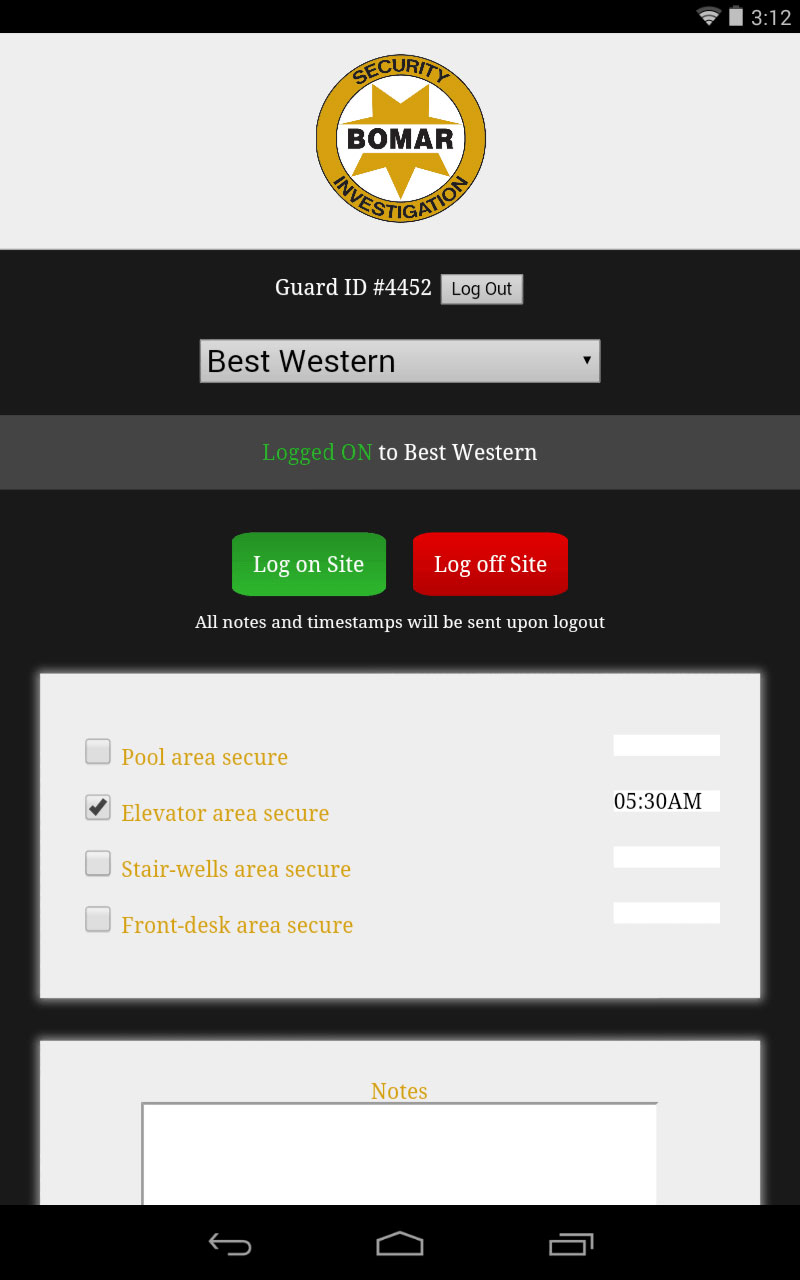 3:12
SECURITY
BOMAR
INVESTIGATION
Guard ID #4452 Log Out
Best Western
Logged ON to Best Western
Log on Site Log off Site
All notes and timestamps will be sent upon logout
Pool area secure
Elevator area secure 05:30AM
Stair-wells area secure
Front-desk area secure
Notes